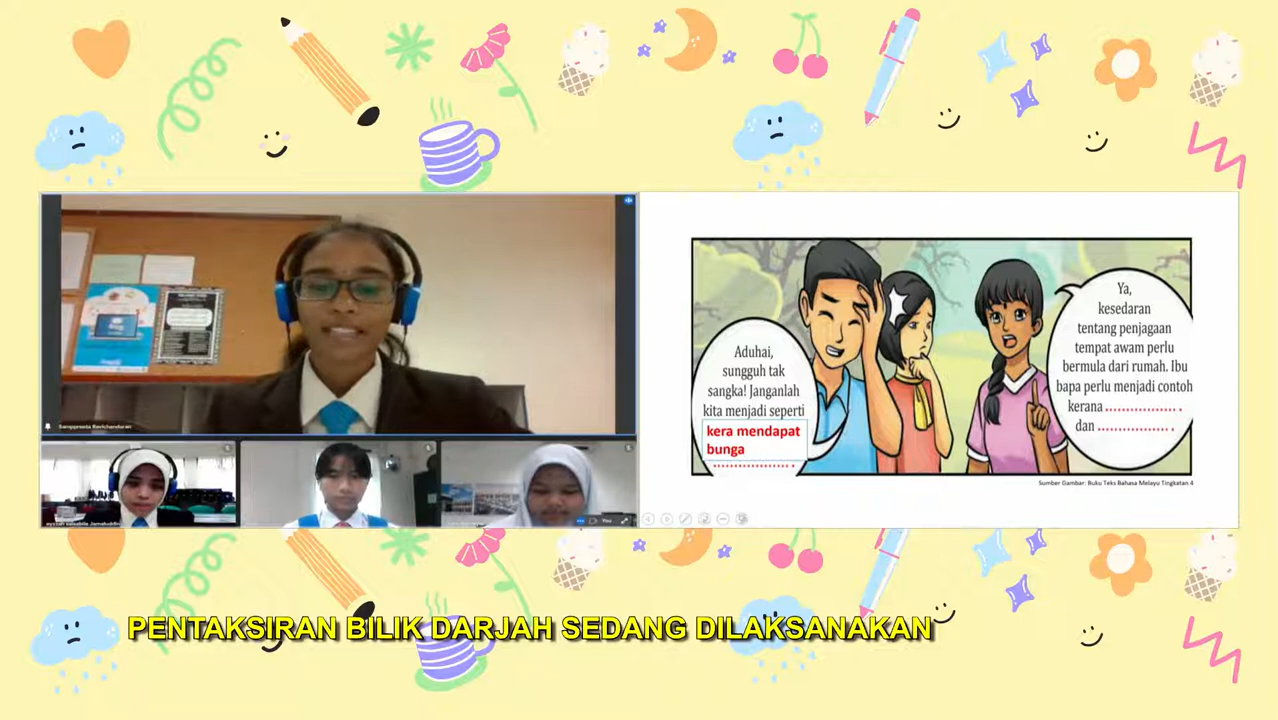 Aduhai,
sungguh tak
sangka! Janganlah
kita menjadi seperti
kera mendapat
bunga
....................
Ya,
kesedaran
tentang penjagaan
tempat awam perlu
bermula dari rumah. Ibu
bapa perlu menjadi contoh
kerana ..................
dan ..................
Sumber Gambar: Buku Teks Bahasa Melayu Tingkatan 4
You
PENTAKSIRAN BILIK DARJAH SEDANG DILAKSANAKAN